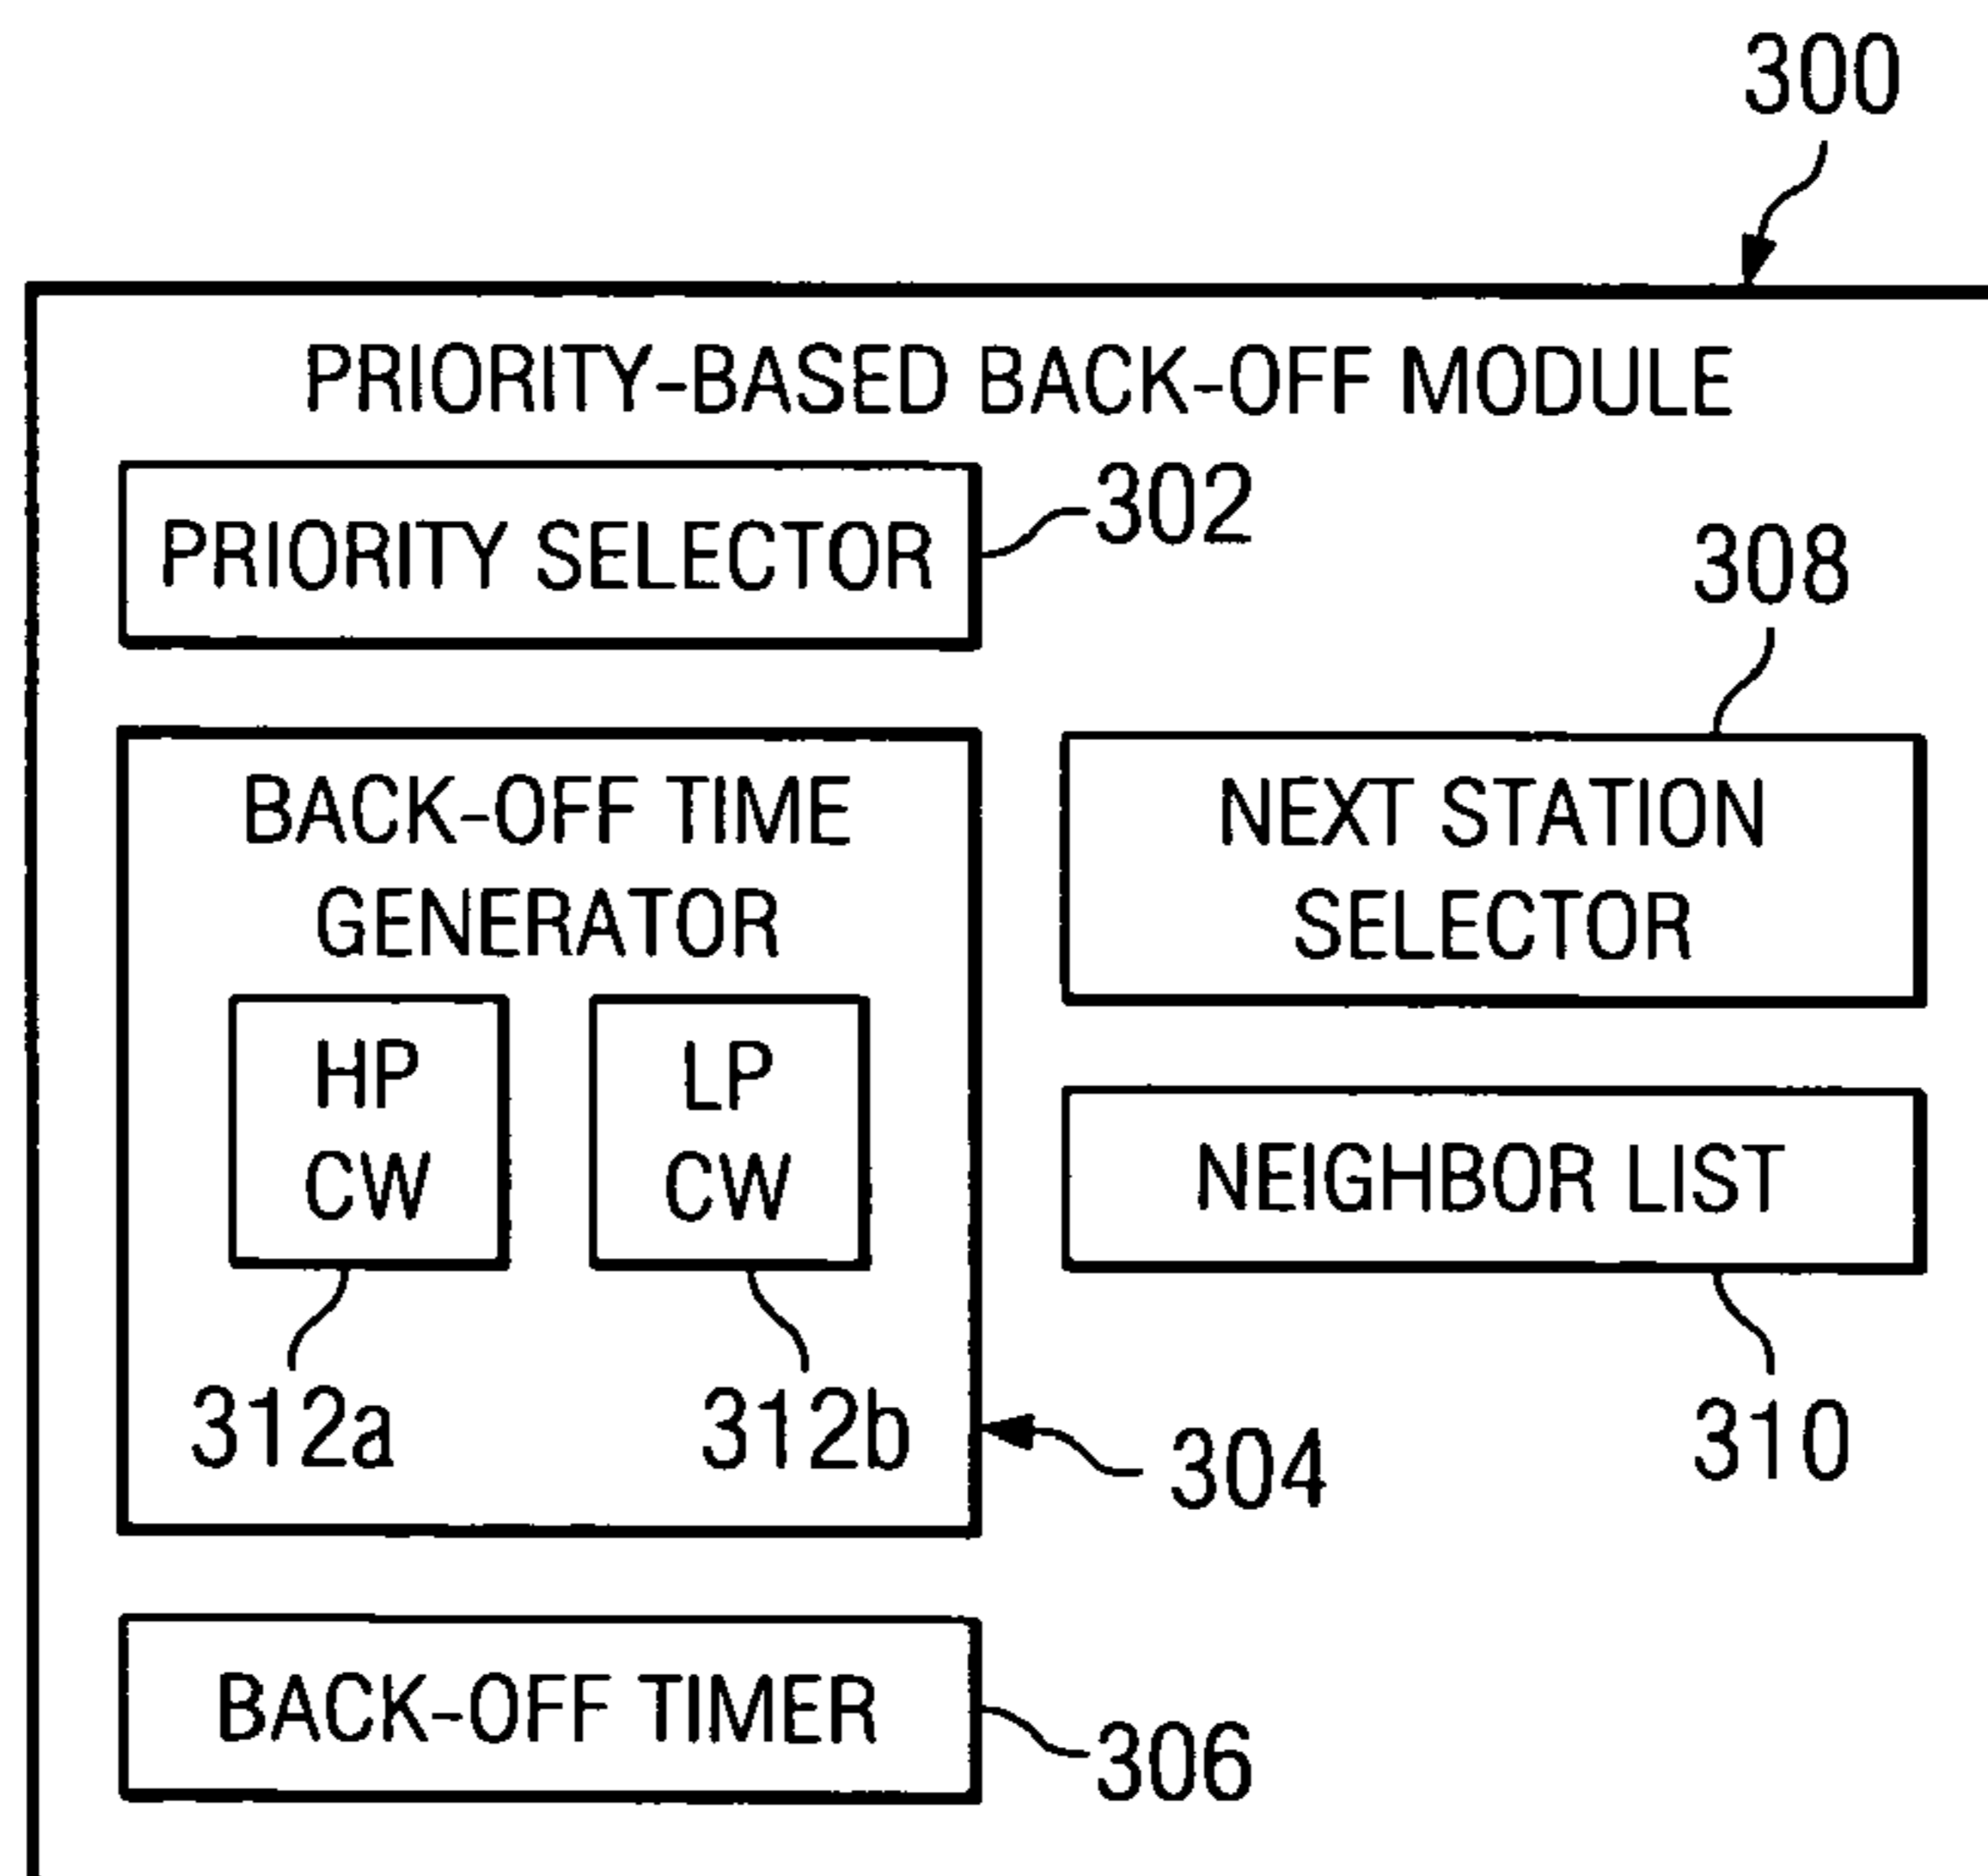 300
PRIORITY-BASED BACK-OFF MODULE
PRIORITY SELECTOR
302
308
BACK-OFF TIME
GENERATOR
NEXT STATION
SELECTOR
HP
CW
LP
CW
NEIGHBOR LIST
312a
312b
304
310
BACK-OFF TIMER
306